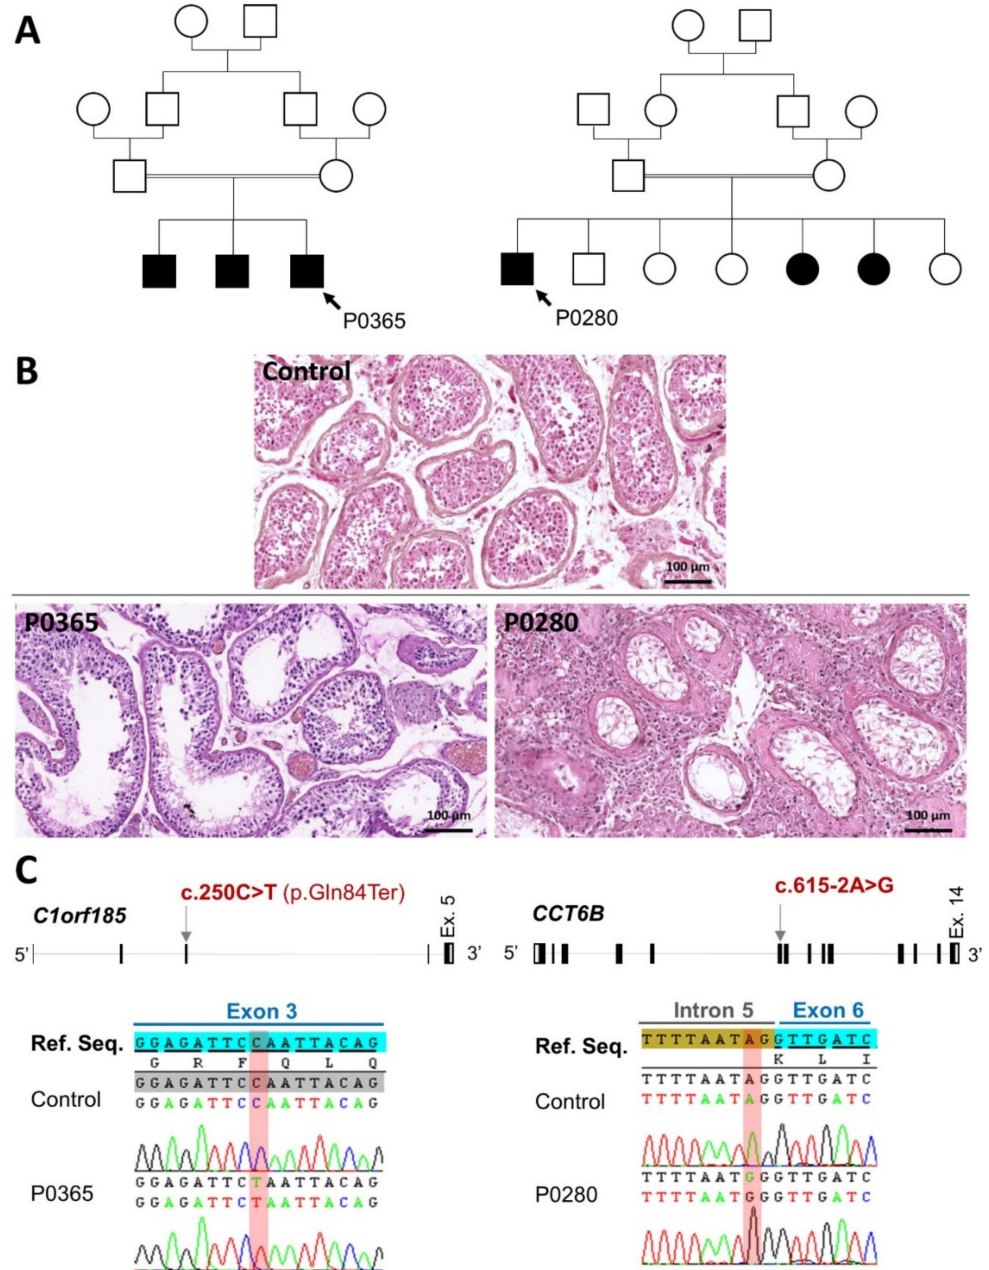 A
P0365
P0280
B
Control
100 µm
P0365
100 µm
P0280
100 µm
C
c.250C>T (p.Gln84Ter)
C1orf185
Ex. 5
5’
3’
c.615-2A>G
CCT6B
Ex. 14
5’
3’
Exon 3
Ref. Seq.
GGAGATTCCAATTACAG
G R F Q L Q
GGAGATTCCAATTACAG
Control
GGAGATTCCAATTACAG
P0365
GGAGATTCTAATTACAG
GGAGATTCTAATTACAG
Intron 5
Exon 6
Ref. Seq.
TTTTAATAGGTTGATC
K L I
TTTTAATAGGTTGATC
Control
TTTTAATAGGTTGATC
P0280
TTTTAATGGGTTGATC
TTTTAATGGGTTGATC